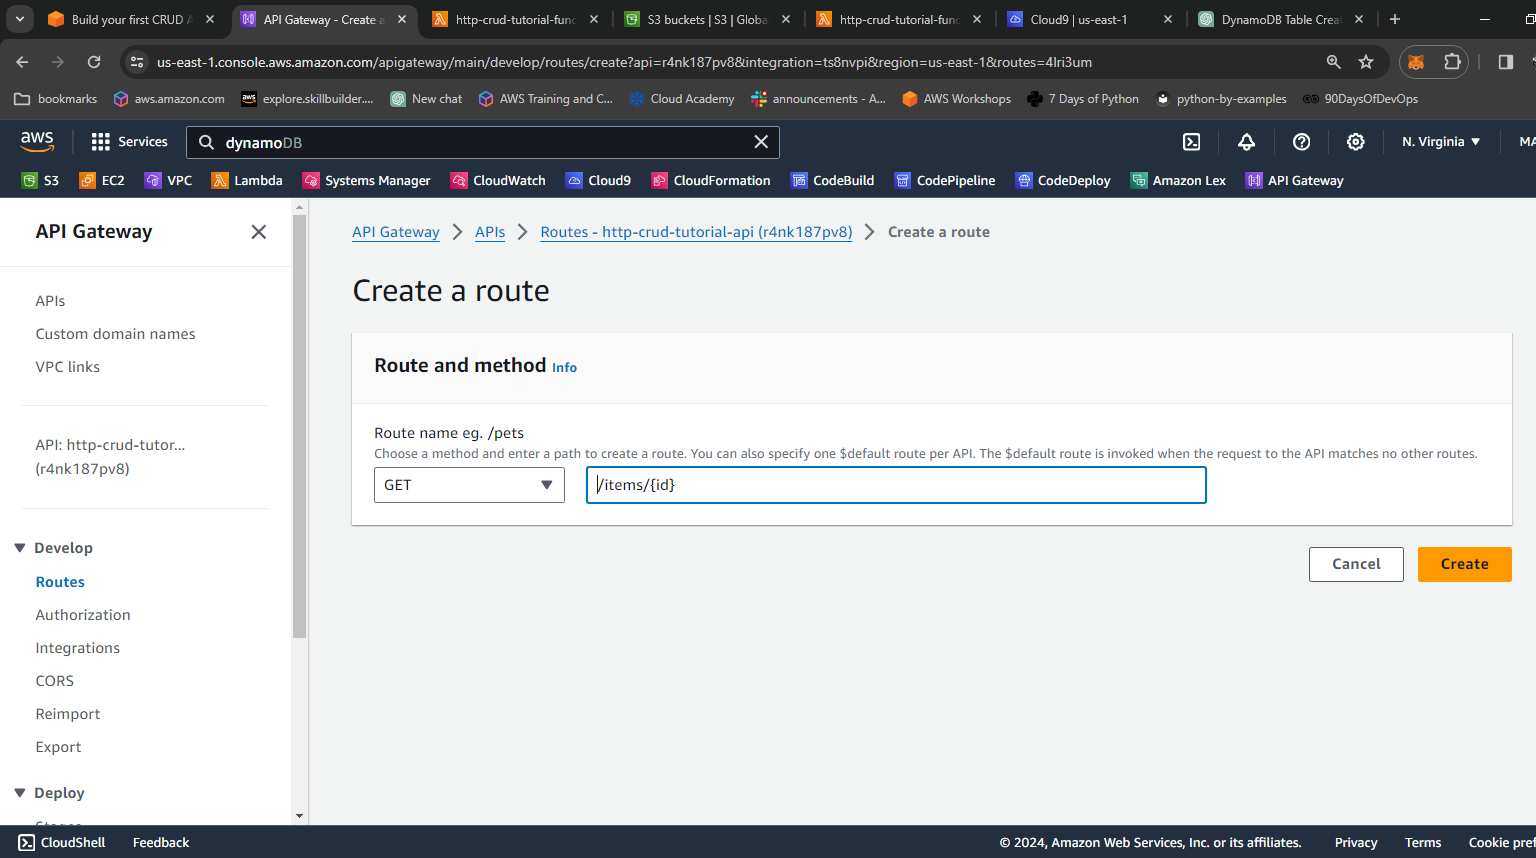 Build your first CRUD A
API Gateway - Create a
http-crud-tutorial-func
S3 buckets | S3 | Globa
http-crud-tutorial-func
Cloud9 | us-east-1
DynamoDB Table Crea
us-east-1.console.aws.amazon.com/apigateway/main/develop/routes/create?api=r4nk187pv8&integration=ts8nvpi&region=us-east-1&routes=4lri3um
bookmarks
aws.amazon.com
explore.skillbuilder....
New chat
AWS Training and C...
Cloud Academy
announcements - A...
AWS Workshops
7 Days of Python
python-by-examples
90DaysOfDevOps
aws
Services
dynamoDB
N. Virginia
MA
S3
EC2
VPC
Lambda
Systems Manager
CloudWatch
Cloud9
CloudFormation
CodeBuild
CodePipeline
CodeDeploy
Amazon Lex
API Gateway
API Gateway
APIs
Custom domain names
VPC links
API: http-crud-tutor...
(r4nk187pv8)
Develop
Routes
Authorization
Integrations
CORS
Reimport
Export
Deploy
API Gateway > APIs > Routes - http-crud-tutorial-api (r4nk187pv8) > Create a route
Create a route
Route and method Info
Route name eg. /pets
Choose a method and enter a path to create a route. You can also specify one $default route per API. The $default route is invoked when the request to the API matches no other routes.
GET
/items/{id}
Cancel
Create
CloudShell
Feedback
© 2024, Amazon Web Services, Inc. or its affiliates.
Privacy
Terms
Cookie pref